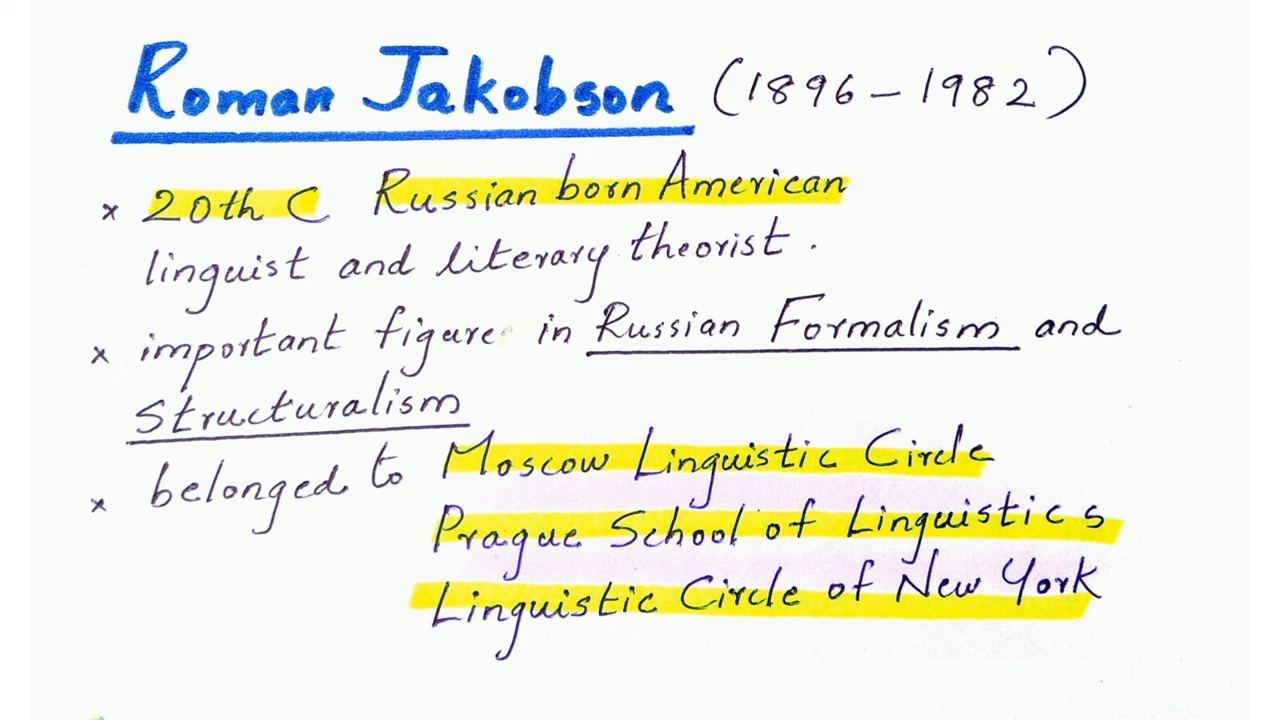 Roman Jakobson (1896-1982)
× 20th C Russian born American
linguist and literary theorist.
× important figure in Russian Formalism and
Structuralism
× belonged to Moscow Linguistic Circle
Prague School of Linguistics
Linguistic Circle of New York